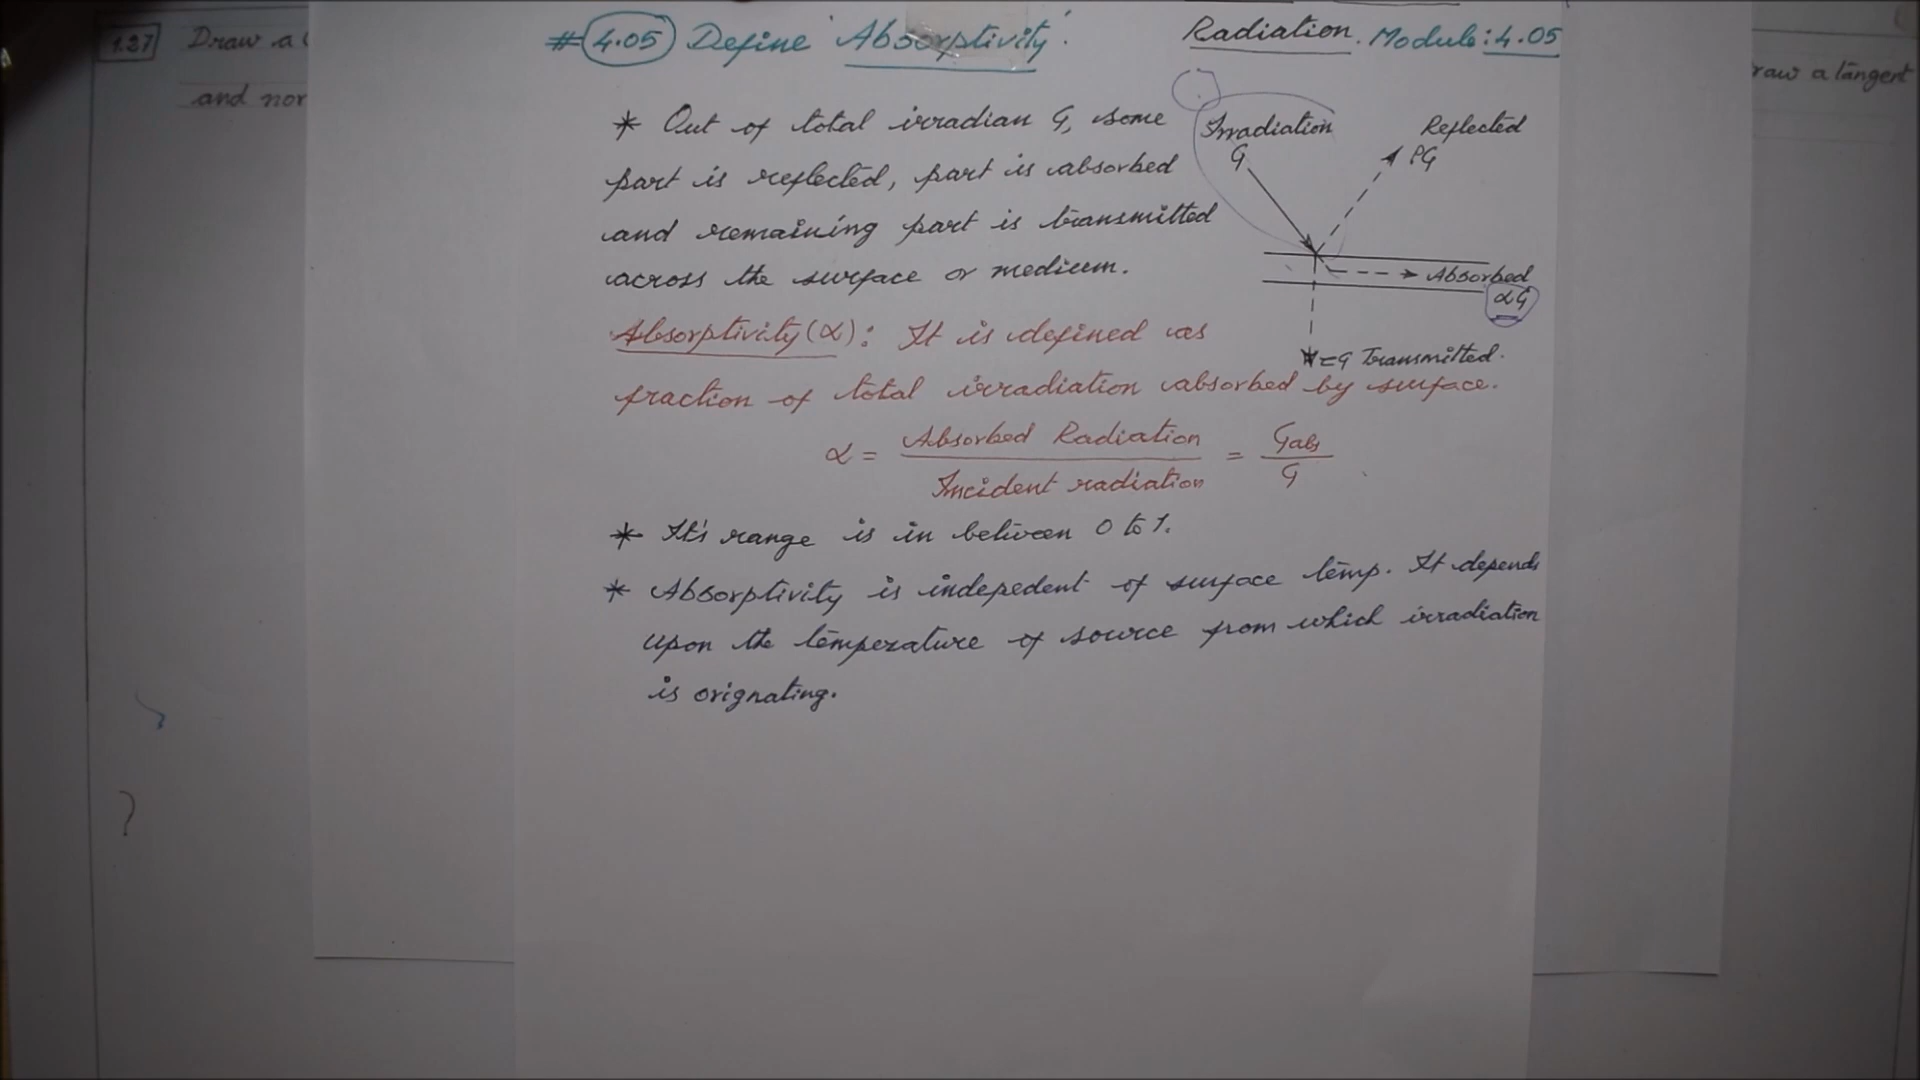 1.27 Draw a
and nor
raw a tangent
# 4.05 Define 'Absorptivity'.
Radiation. Module: 4.05
* Out of total irradian G, some
part is reflected, part is absorbed
and remaining part is transmitted
across the surface or medium.
Irradiation
G
Reflected
ρG
Absorbed
αG
τG Transmitted.
Absorptivity (α): It is defined as
fraction of total irradiation absorbed by surface.
α = Absorbed Radiation / Incident radiation = Gabs / G
* It's range is in between 0 to 1.
* Absorptivity is indepedent of surface temp. It depends
upon the temperature of source from which irradiation
is orignating.